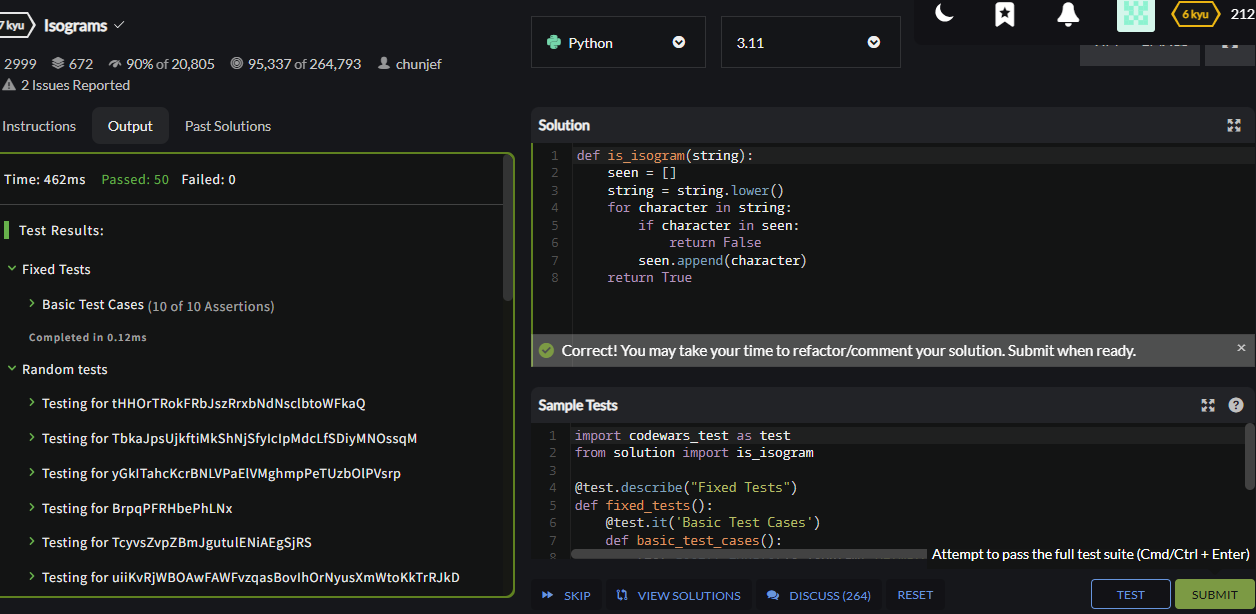 7 kyu Isograms
2999 672 90% of 20,805 95,337 of 264,793 chunjef
2 Issues Reported
Python
3.11
6 kyu 212
Instructions Output Past Solutions
Time: 462ms Passed: 50 Failed: 0
Test Results:
Fixed Tests
Basic Test Cases (10 of 10 Assertions)
Completed in 0.12ms
Random tests
Testing for tHHOrTRokFRbJszRrxbNdNsclbtoWFkaQ
Testing for TbkaJpsUjkftiMkShNjSfyIcIpMdcLfSDiyMNOssqM
Testing for yGkITahcKcrBNLVPaElVMghmpPeTUzbOlPVsrp
Testing for BrpqPFRHbePhLNx
Testing for TcyvsZvpZBmJgutulENiAEgSjRS
Testing for uiiKvRjWBOAwFAWFvzqasBovIhOrNyusXmWtoKkTrRJkD
Solution
1 def is_isogram(string):
2 seen = []
3 string = string.lower()
4 for character in string:
5 if character in seen:
6 return False
7 seen.append(character)
8 return True
Correct! You may take your time to refactor/comment your solution. Submit when ready.
Sample Tests
1 import codewars_test as test
2 from solution import is_isogram
3
4 @test.describe("Fixed Tests")
5 def fixed_tests():
6 @test.it('Basic Test Cases')
7 def basic_test_cases():
8
Attempt to pass the full test suite (Cmd/Ctrl + Enter)
SKIP VIEW SOLUTIONS DISCUSS (264) RESET TEST SUBMIT